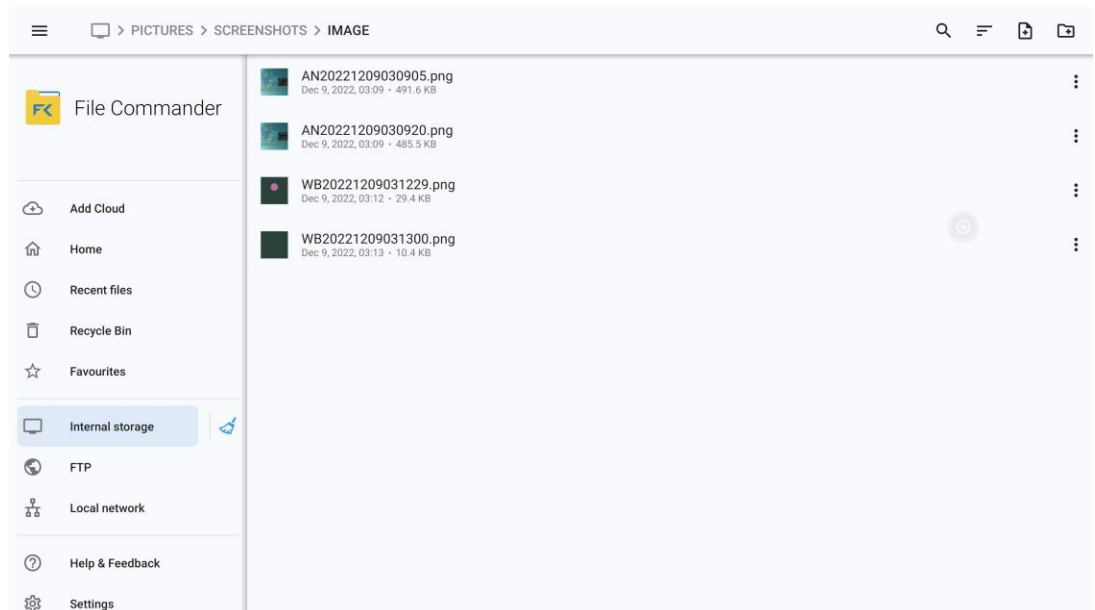 > PICTURES > SCREENSHOTS > IMAGE
File Commander
Add Cloud
Home
Recent files
Recycle Bin
Favourites
Internal storage
FTP
Local network
Help & Feedback
Settings
AN20221209030905.png
Dec 9, 2022, 03:09 • 491.6 KB
AN20221209030920.png
Dec 9, 2022, 03:09 • 485.5 KB
WB20221209031229.png
Dec 9, 2022, 03:12 • 29.4 KB
WB20221209031300.png
Dec 9, 2022, 03:13 • 10.4 KB